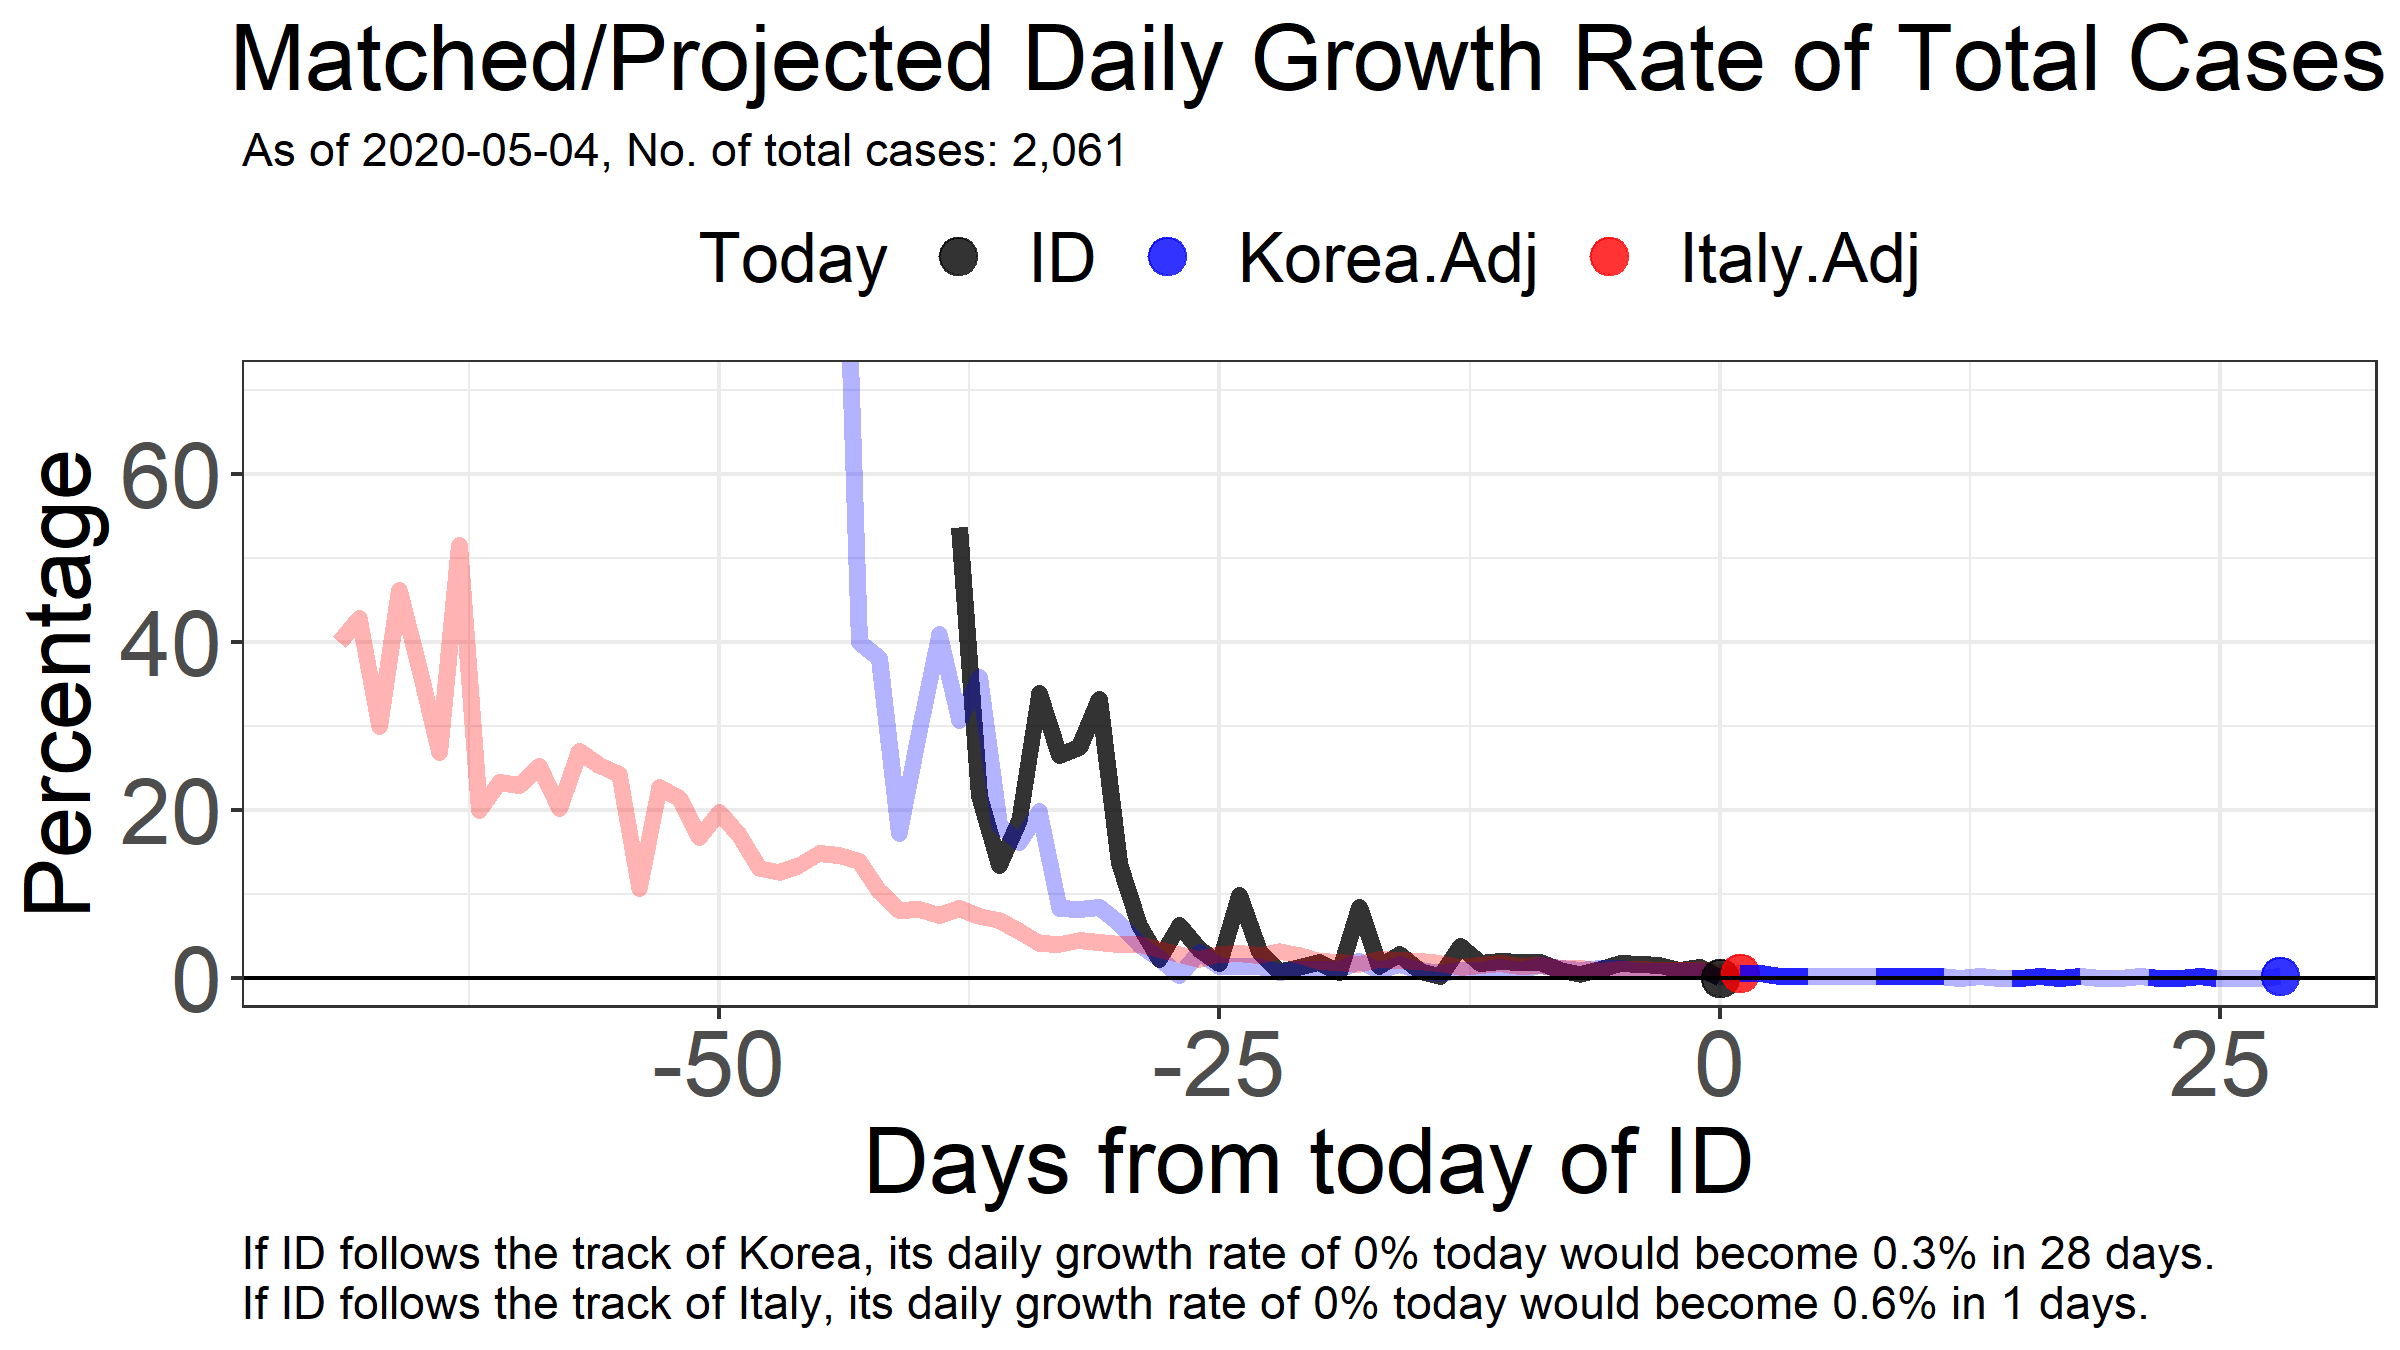 Matched/Projected Daily Growth Rate of Total Cases
As of 2020-05-04, No. of total cases: 2,061
Today ID Korea.Adj Italy.Adj
Percentage
60
40
20
0
-50 -25 0 25
Days from today of ID
If ID follows the track of Korea, its daily growth rate of 0% today would become 0.3% in 28 days.
If ID follows the track of Italy, its daily growth rate of 0% today would become 0.6% in 1 days.